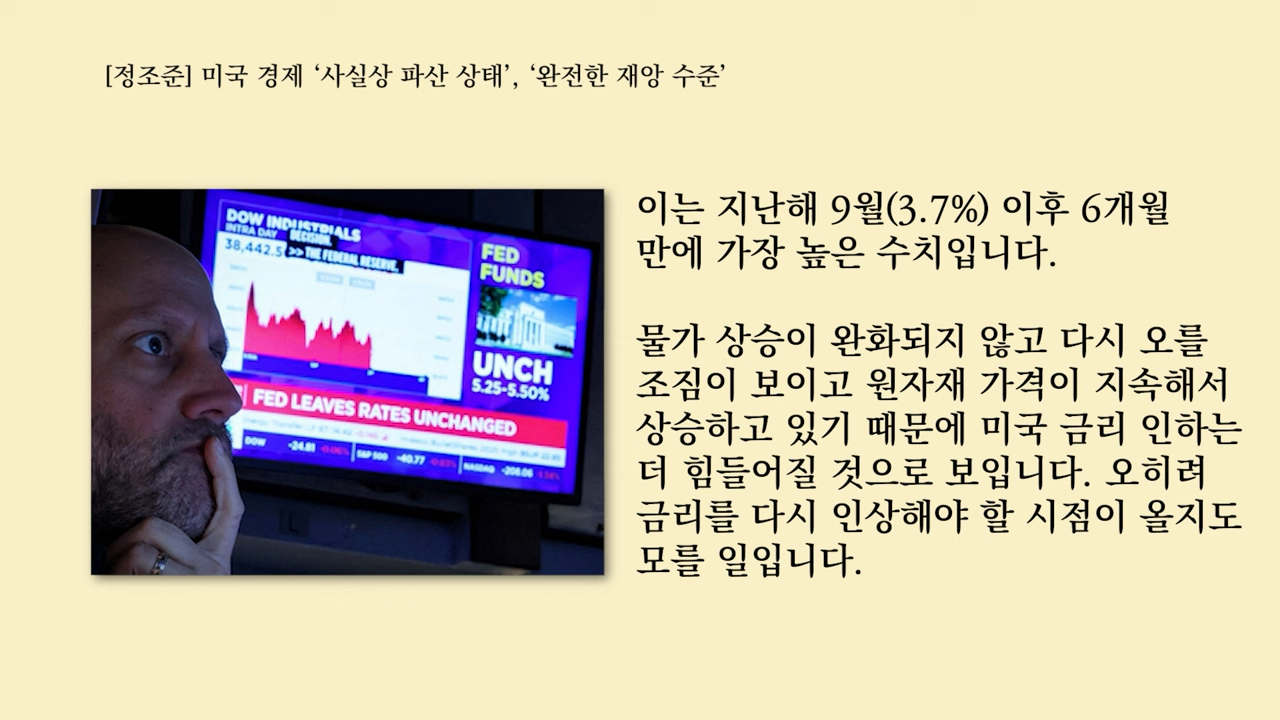 [정조준] 미국 경제 ‘사실상 파산 상태’, ‘완전한 재앙 수준’
DOW INDUSTRIALS
INTRA DAY
DECISION.
38,442.5
>> THE FEDERAL RESERVE.
FED
FUNDS
UNCH
5.25-5.50%
FED LEAVES RATES UNCHANGED
DOW -24.81 -0.06% S&P 500 -40.77 -0.83% NASDAQ -208.06
이는 지난해 9월(3.7%) 이후 6개월
만에 가장 높은 수치입니다.
물가 상승이 완화되지 않고 다시 오를
조짐이 보이고 원자재 가격이 지속해서
상승하고 있기 때문에 미국 금리 인하는
더 힘들어질 것으로 보입니다. 오히려
금리를 다시 인상해야 할 시점이 올지도
모를 일입니다.